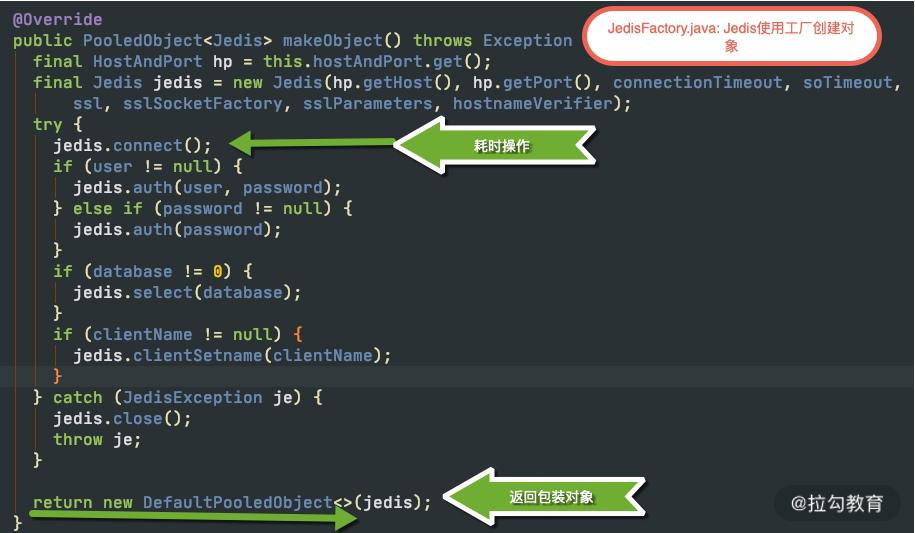 @Override
JedisFactory.java: Jedis使用工厂创建对
象
public PooledObject<Jedis> makeObject() throws Exception
final HostAndPort hp = this.hostAndPort.get();
final Jedis jedis = new Jedis(hp.getHost(), hp.getPort(), connectionTimeout, soTimeout,
ssl, sslSocketFactory, sslParameters, hostnameVerifier);
try {
jedis.connect();
耗时操作
if (user != null) {
jedis.auth(user, password);
} else if (password != null) {
jedis.auth(password);
}
if (database != 0) {
jedis.select(database);
}
if (clientName != null) {
jedis.clientSetname(clientName);
}
} catch (JedisException je) {
jedis.close();
throw je;
}
return new DefaultPooledObject<>(jedis);
返回包装对象
}
@拉勾教育